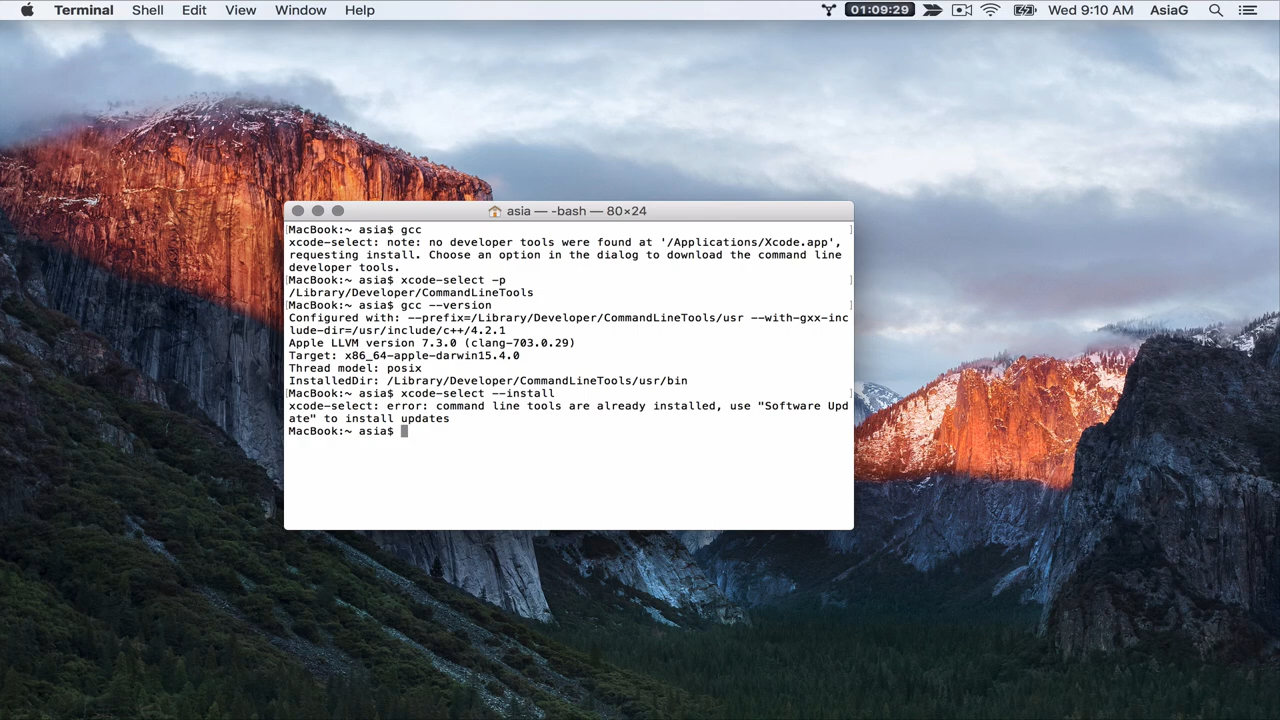 Terminal Shell Edit View Window Help 01:09:29 Wed 9:10 AM AsiaG
asia — -bash — 80×24
MacBook:~ asia$ gcc
xcode-select: note: no developer tools were found at '/Applications/Xcode.app',
requesting install. Choose an option in the dialog to download the command line
developer tools.
MacBook:~ asia$ xcode-select -p
/Library/Developer/CommandLineTools
MacBook:~ asia$ gcc --version
Configured with: --prefix=/Library/Developer/CommandLineTools/usr --with-gxx-inc
lude-dir=/usr/include/c++/4.2.1
Apple LLVM version 7.3.0 (clang-703.0.29)
Target: x86_64-apple-darwin15.4.0
Thread model: posix
InstalledDir: /Library/Developer/CommandLineTools/usr/bin
MacBook:~ asia$ xcode-select --install
xcode-select: error: command line tools are already installed, use "Software Upd
ate" to install updates
MacBook:~ asia$